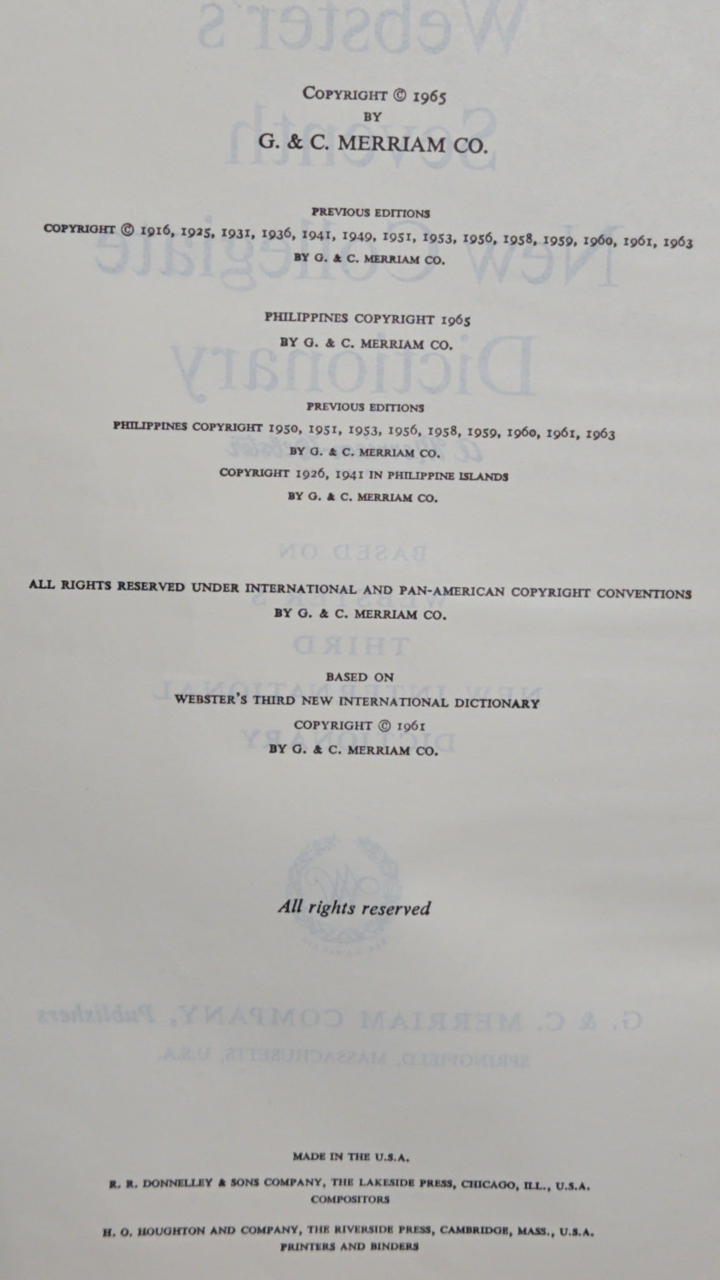 COPYRIGHT © 1965
BY
G. & C. MERRIAM CO.
PREVIOUS EDITIONS
COPYRIGHT © 1916, 1925, 1931, 1936, 1941, 1949, 1951, 1953, 1956, 1958, 1959, 1960, 1961, 1963
BY G. & C. MERRIAM CO.
PHILIPPINES COPYRIGHT 1965
BY G. & C. MERRIAM CO.
PREVIOUS EDITIONS
PHILIPPINES COPYRIGHT 1950, 1951, 1953, 1956, 1958, 1959, 1960, 1961, 1963
BY G. & C. MERRIAM CO.
COPYRIGHT 1926, 1941 IN PHILIPPINE ISLANDS
BY G. & C. MERRIAM CO.
ALL RIGHTS RESERVED UNDER INTERNATIONAL AND PAN-AMERICAN COPYRIGHT CONVENTIONS
BY G. & C. MERRIAM CO.
BASED ON
WEBSTER'S THIRD NEW INTERNATIONAL DICTIONARY
COPYRIGHT © 1961
BY G. & C. MERRIAM CO.
All rights reserved
MADE IN THE U.S.A.
R. R. DONNELLEY & SONS COMPANY, THE LAKESIDE PRESS, CHICAGO, ILL., U.S.A.
COMPOSITORS
H. O. HOUGHTON AND COMPANY, THE RIVERSIDE PRESS, CAMBRIDGE, MASS., U.S.A.
PRINTERS AND BINDERS